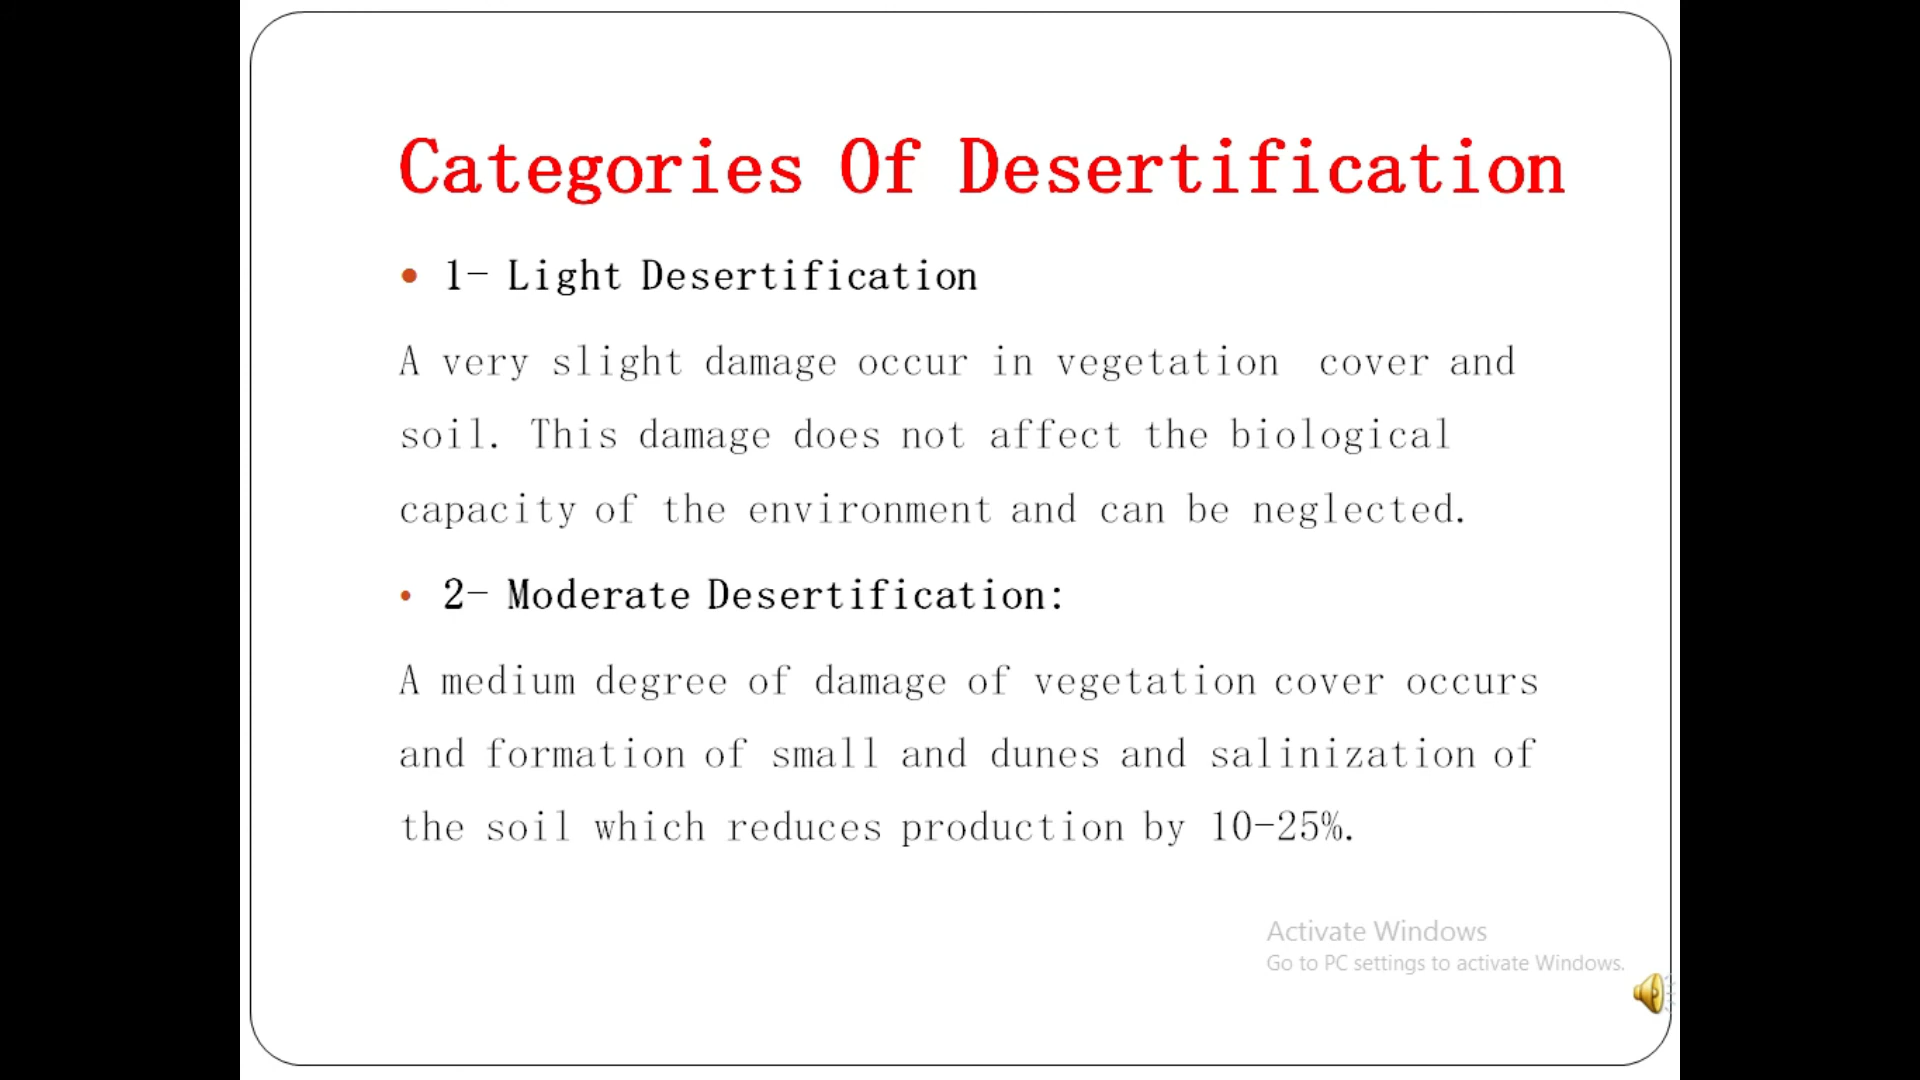 Categories Of Desertification
• 1- Light Desertification
A very slight damage occur in vegetation cover and
soil. This damage does not affect the biological
capacity of the environment and can be neglected.
• 2- Moderate Desertification:
A medium degree of damage of vegetation cover occurs
and formation of small and dunes and salinization of
the soil which reduces production by 10-25%.
Activate Windows
Go to PC settings to activate Windows.